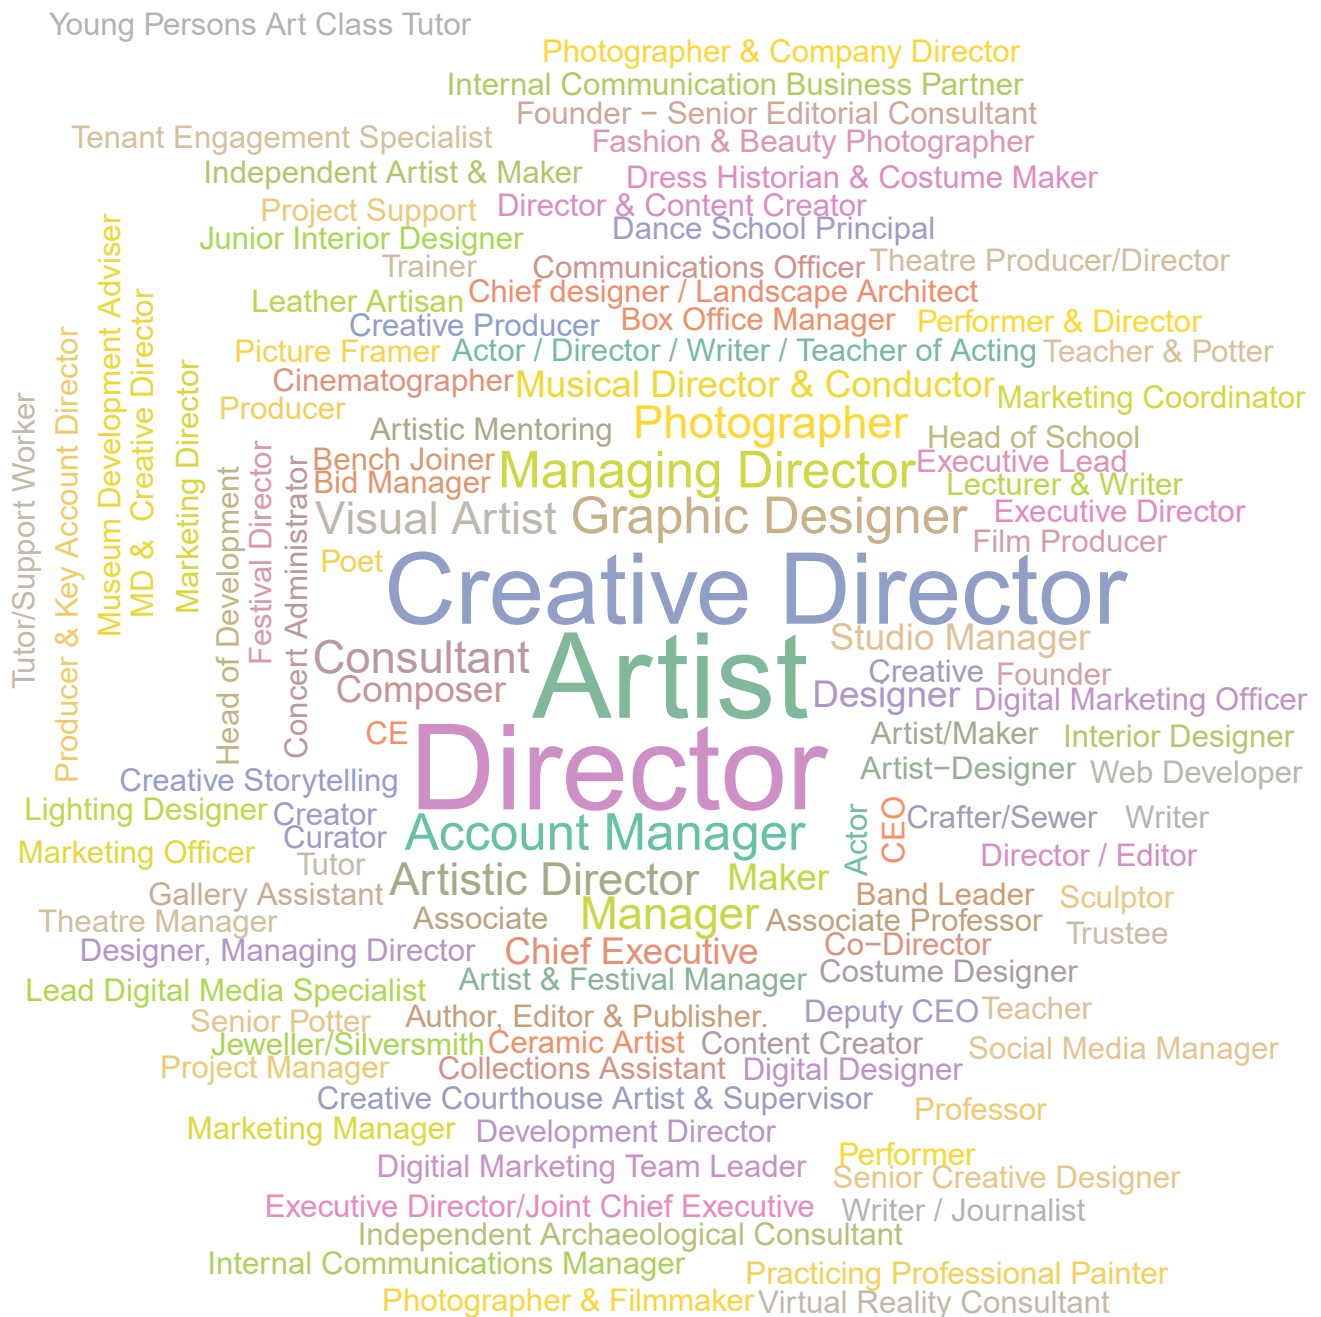 Young Persons Art Class Tutor
Photographer & Company Director
Internal Communication Business Partner
Founder − Senior Editorial Consultant
Tenant Engagement Specialist
Fashion & Beauty Photographer
Independent Artist & Maker
Dress Historian & Costume Maker
Project Support
Director & Content Creator
Junior Interior Designer
Dance School Principal
Trainer
Communications Officer
Theatre Producer/Director
Leather Artisan
Chief designer / Landscape Architect
Creative Producer
Box Office Manager
Performer & Director
Picture Framer
Actor / Director / Writer / Teacher of Acting
Teacher & Potter
Cinematographer
Musical Director & Conductor
Marketing Coordinator
Producer
Artistic Mentoring
Photographer
Head of School
Tutor/Support Worker
Producer & Key Account Director
Museum Development Adviser
MD &  Creative Director
Marketing Director
Head of Development
Festival Director
Concert Administrator
Bench Joiner
Managing Director
Executive Lead
Bid Manager
Lecturer & Writer
Visual Artist
Graphic Designer
Executive Director
Film Producer
Poet
Creative Director
Artist
Studio Manager
Consultant
Creative
Founder
Composer
Designer
Digital Marketing Officer
CE
Director
Artist/Maker
Interior Designer
Artist−Designer
Web Developer
Creative Storytelling
Lighting Designer
Creator
Actor
CEO
Crafter/Sewer
Writer
Curator
Account Manager
Marketing Officer
Director / Editor
Tutor
Artistic Director
Maker
Gallery Assistant
Band Leader
Sculptor
Theatre Manager
Associate
Manager
Associate Professor
Trustee
Designer, Managing Director
Chief Executive
Co−Director
Artist & Festival Manager
Costume Designer
Lead Digital Media Specialist
Senior Potter
Author, Editor & Publisher.
Deputy CEO
Teacher
Jeweller/Silversmith
Ceramic Artist
Content Creator
Social Media Manager
Project Manager
Collections Assistant
Digital Designer
Creative Courthouse Artist & Supervisor
Professor
Marketing Manager
Development Director
Performer
Digitial Marketing Team Leader
Senior Creative Designer
Executive Director/Joint Chief Executive
Writer / Journalist
Independent Archaeological Consultant
Internal Communications Manager
Practicing Professional Painter
Photographer & Filmmaker
Virtual Reality Consultant